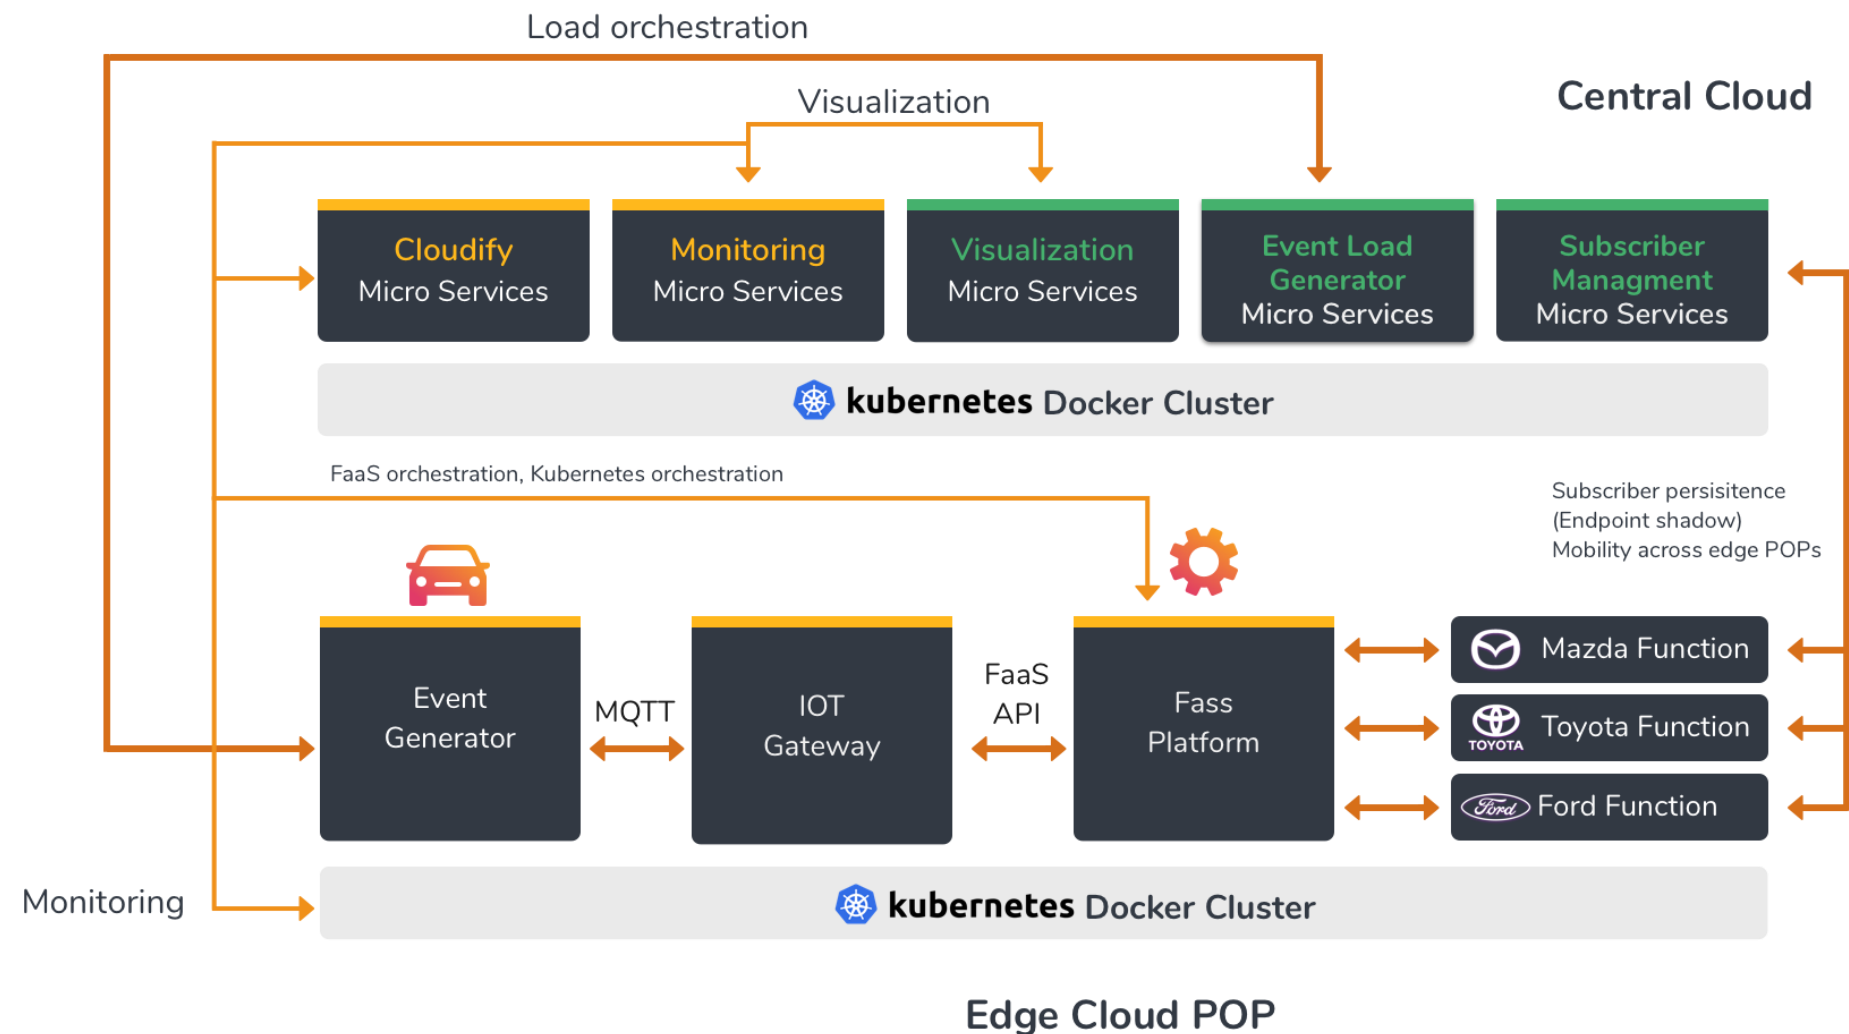 Load orchestration
Central Cloud
Visualization
Cloudify
Micro Services
Monitoring
Micro Services
Visualization
Micro Services
Event Load
Generator
Micro Services
Subscriber
Managment
Micro Services
kubernetes Docker Cluster
FaaS orchestration, Kubernetes orchestration
Subscriber persisitence
(Endpoint shadow)
Mobility across edge POPs
Event
Generator
MQTT
IOT
Gateway
FaaS
API
Fass
Platform
Mazda Function
TOYOTA
Toyota Function
Ford
Ford Function
Monitoring
kubernetes Docker Cluster
Edge Cloud POP